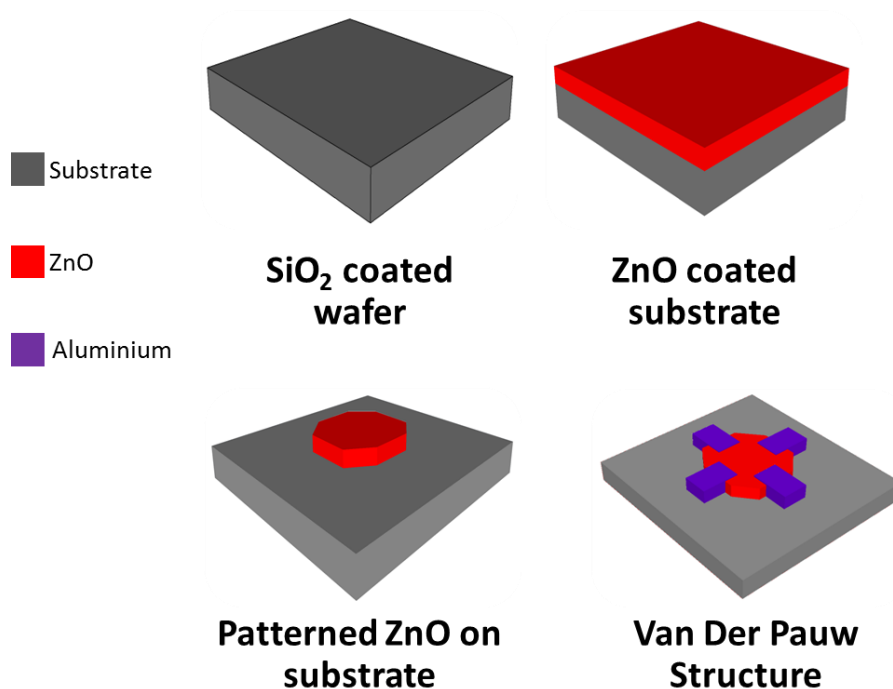 Substrate
ZnO
Aluminium
SiO₂ coated
wafer
ZnO coated
substrate
Patterned ZnO on
substrate
Van Der Pauw
Structure